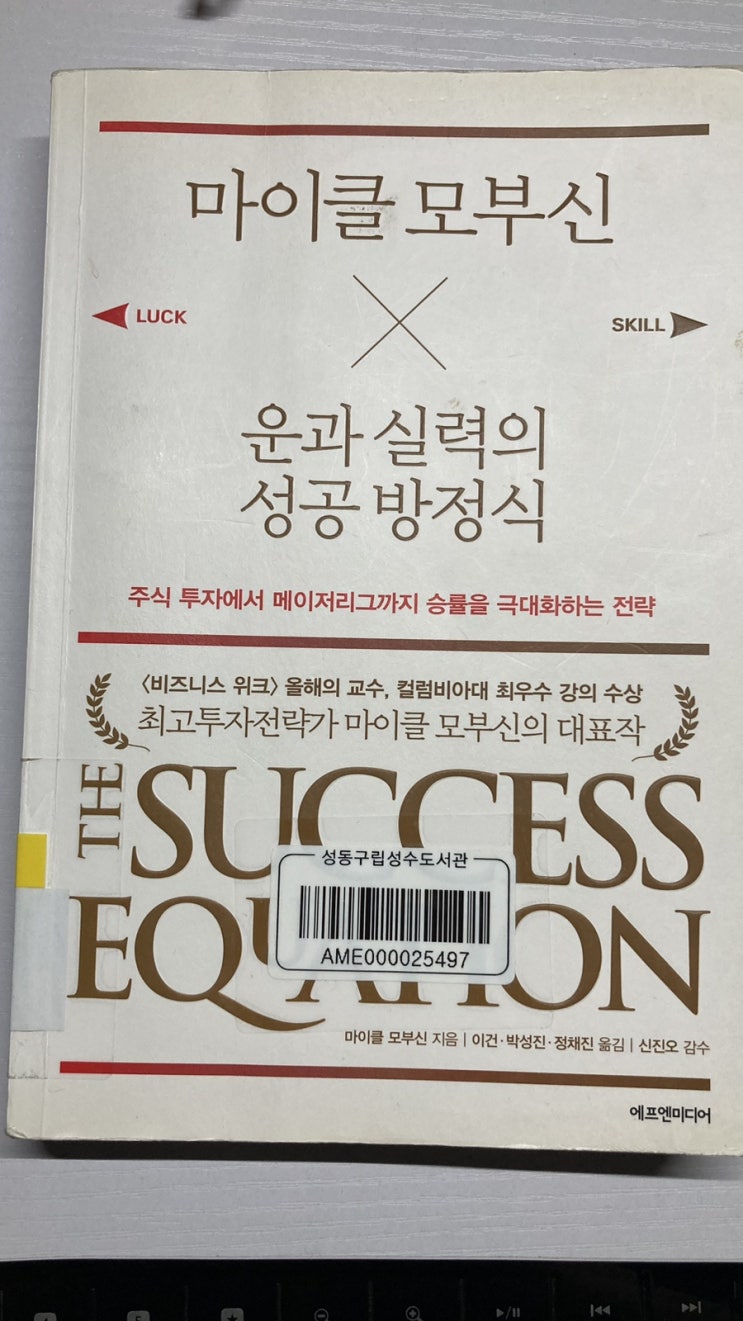 마이클 모부신
LUCK
SKILL
운과 실력의
성공 방정식
주식 투자에서 메이저리그까지 승률을 극대화하는 전략
〈비즈니스 위크〉 올해의 교수, 컬럼비아대 최우수 강의 수상
최고투자전략가 마이클 모부신의 대표작
THE SUCCESS
성동구립성수도서관
AME000025497
마이클 모부신 지음 | 이건·박성진·정채진 옮김 | 신진오 감수
에프엔미디어